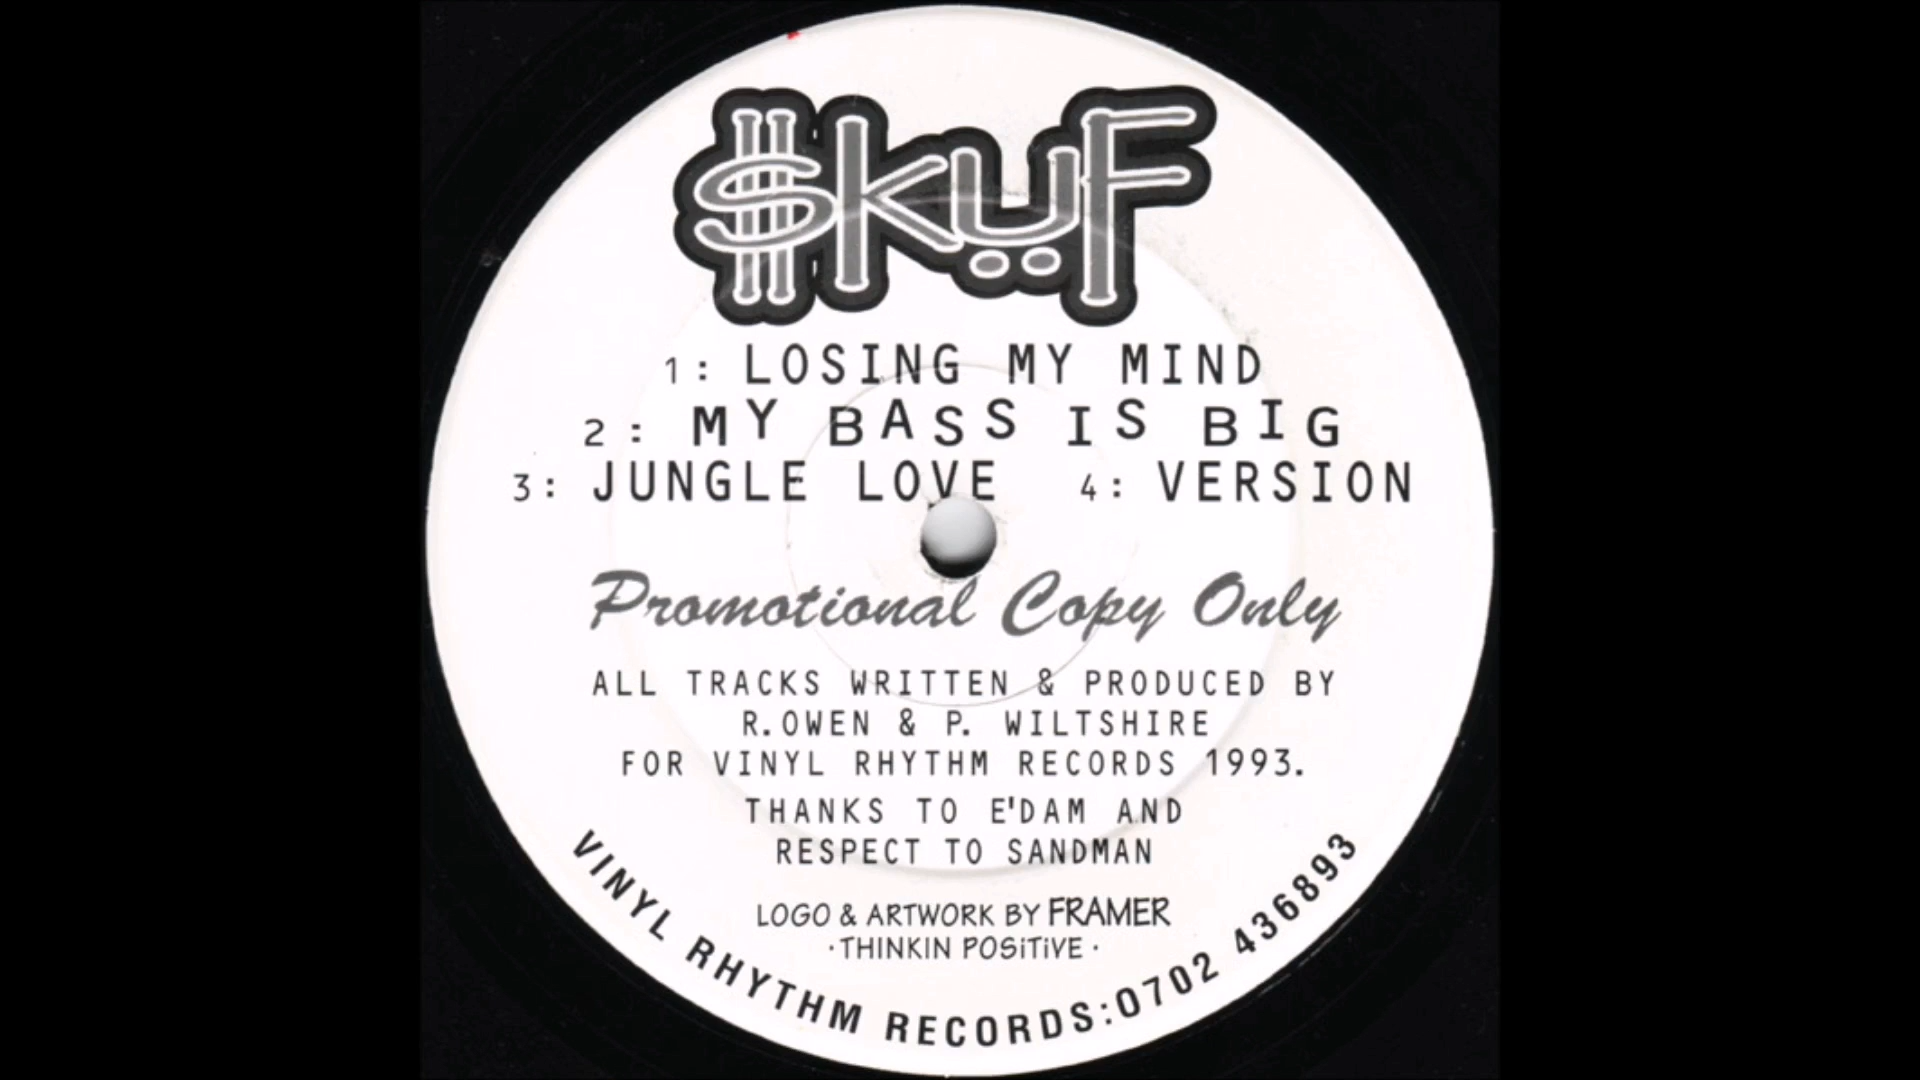 $KüF
1: LOSING MY MIND
2: MY BASS IS BIG
3: JUNGLE LOVE 4: VERSION
Promotional Copy Only
ALL TRACKS WRITTEN & PRODUCED BY
R.OWEN & P. WILTSHIRE
FOR VINYL RHYTHM RECORDS 1993.
THANKS TO E'DAM AND
RESPECT TO SANDMAN
LOGO & ARTWORK BY FRAMER
·THINKIN POSiTiVE·
VINYL RHYTHM RECORDS:0702 436893